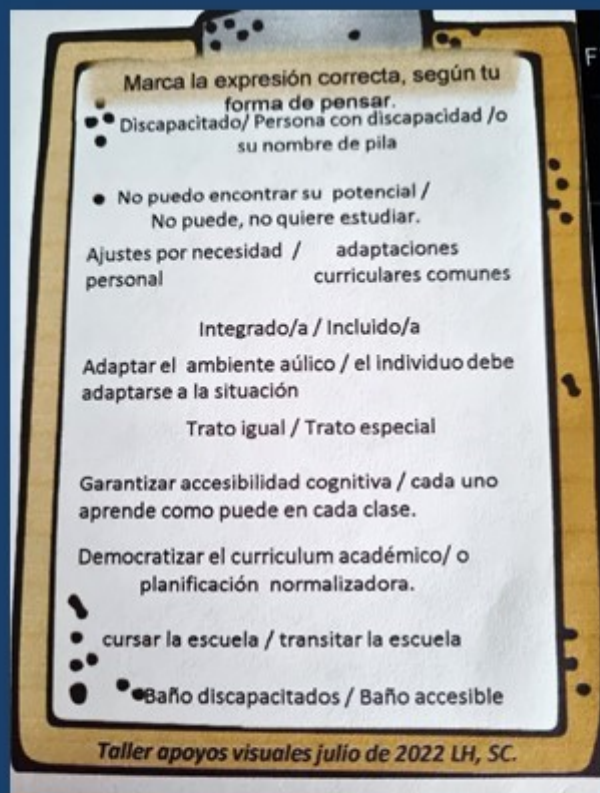 Marca la expresión correcta, según tu
forma de pensar.
Discapacitado/ Persona con discapacidad /o
su nombre de pila
No puedo encontrar su potencial /
No puede, no quiere estudiar.
Ajustes por necesidad / adaptaciones
personal curriculares comunes
Integrado/a / Incluido/a
Adaptar el ambiente aúlico / el individuo debe
adaptarse a la situación
Trato igual / Trato especial
Garantizar accesibilidad cognitiva / cada uno
aprende como puede en cada clase.
Democratizar el curriculum académico/ o
planificación normalizadora.
cursar la escuela / transitar la escuela
Baño discapacitados / Baño accesible
Taller apoyos visuales julio de 2022 LH, SC.
F